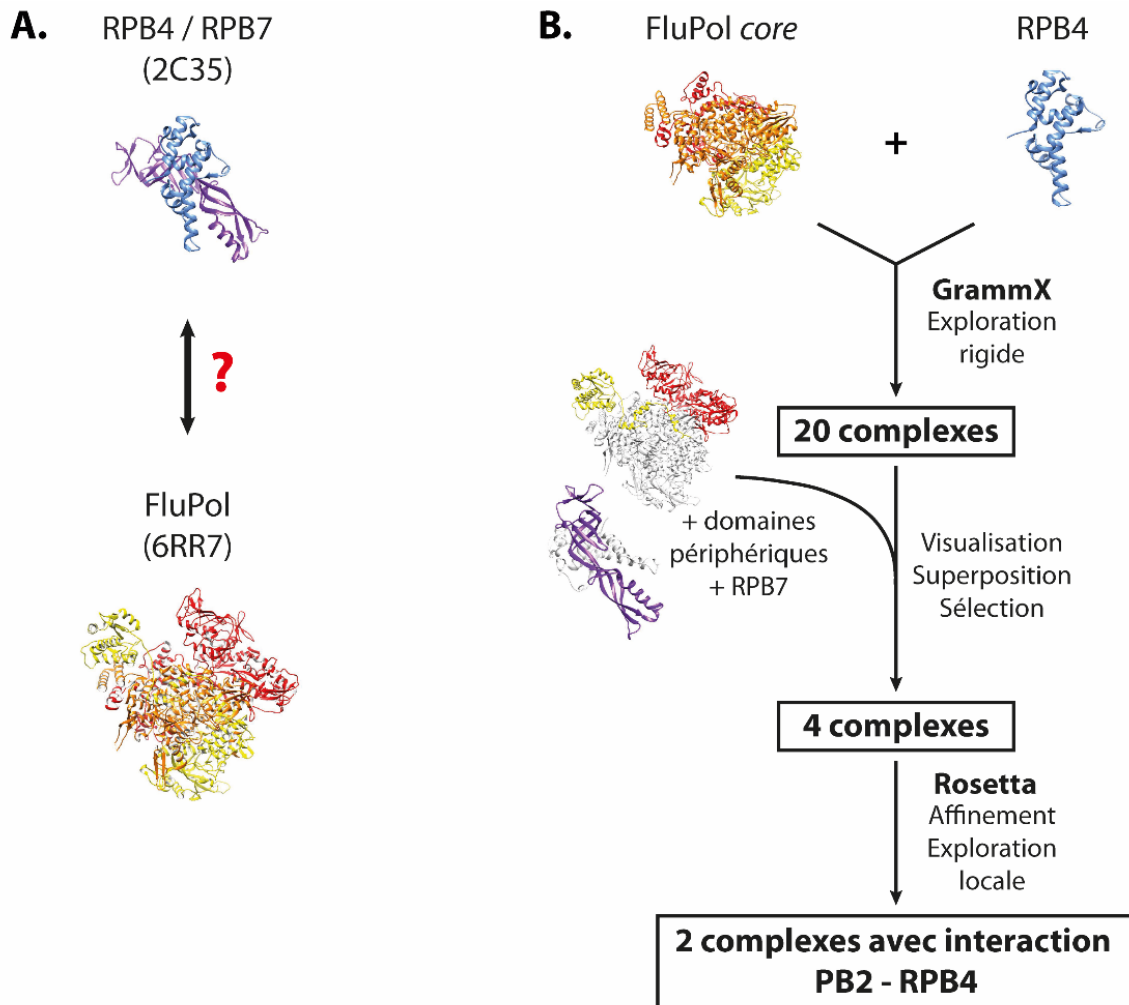 A.
RPB4 / RPB7
(2C35)
?
FluPol
(6RR7)
B.
FluPol core
+
RPB4
GrammX
Exploration
rigide
20 complexes
+ domaines
périphériques
+ RPB7
Visualisation
Superposition
Sélection
4 complexes
Rosetta
Affinement
Exploration
locale
2 complexes avec interaction
PB2 - RPB4